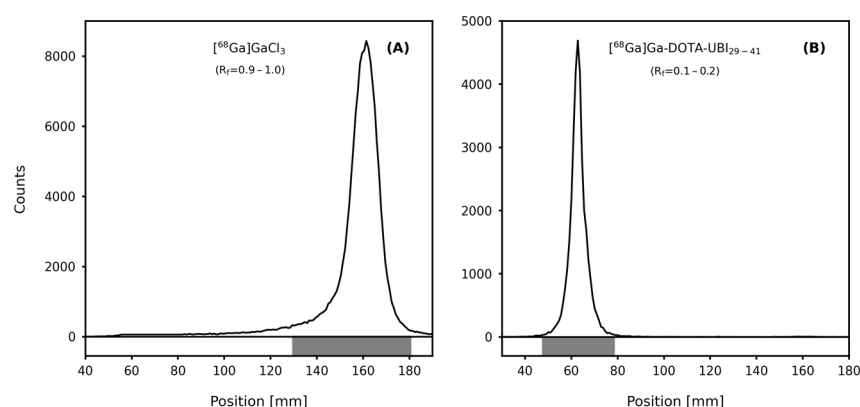 [⁶⁸Ga]GaCl₃
(A)
(Rf=0.9 – 1.0)
8000
6000
4000
2000
0
Counts
40 60 80 100 120 140 160 180
Position [mm]
[⁶⁸Ga]Ga-DOTA-UBI₂₉₋₄₁
(B)
(Rf=0.1 – 0.2)
5000
4000
3000
2000
1000
0
40 60 80 100 120 140 160 180
Position [mm]